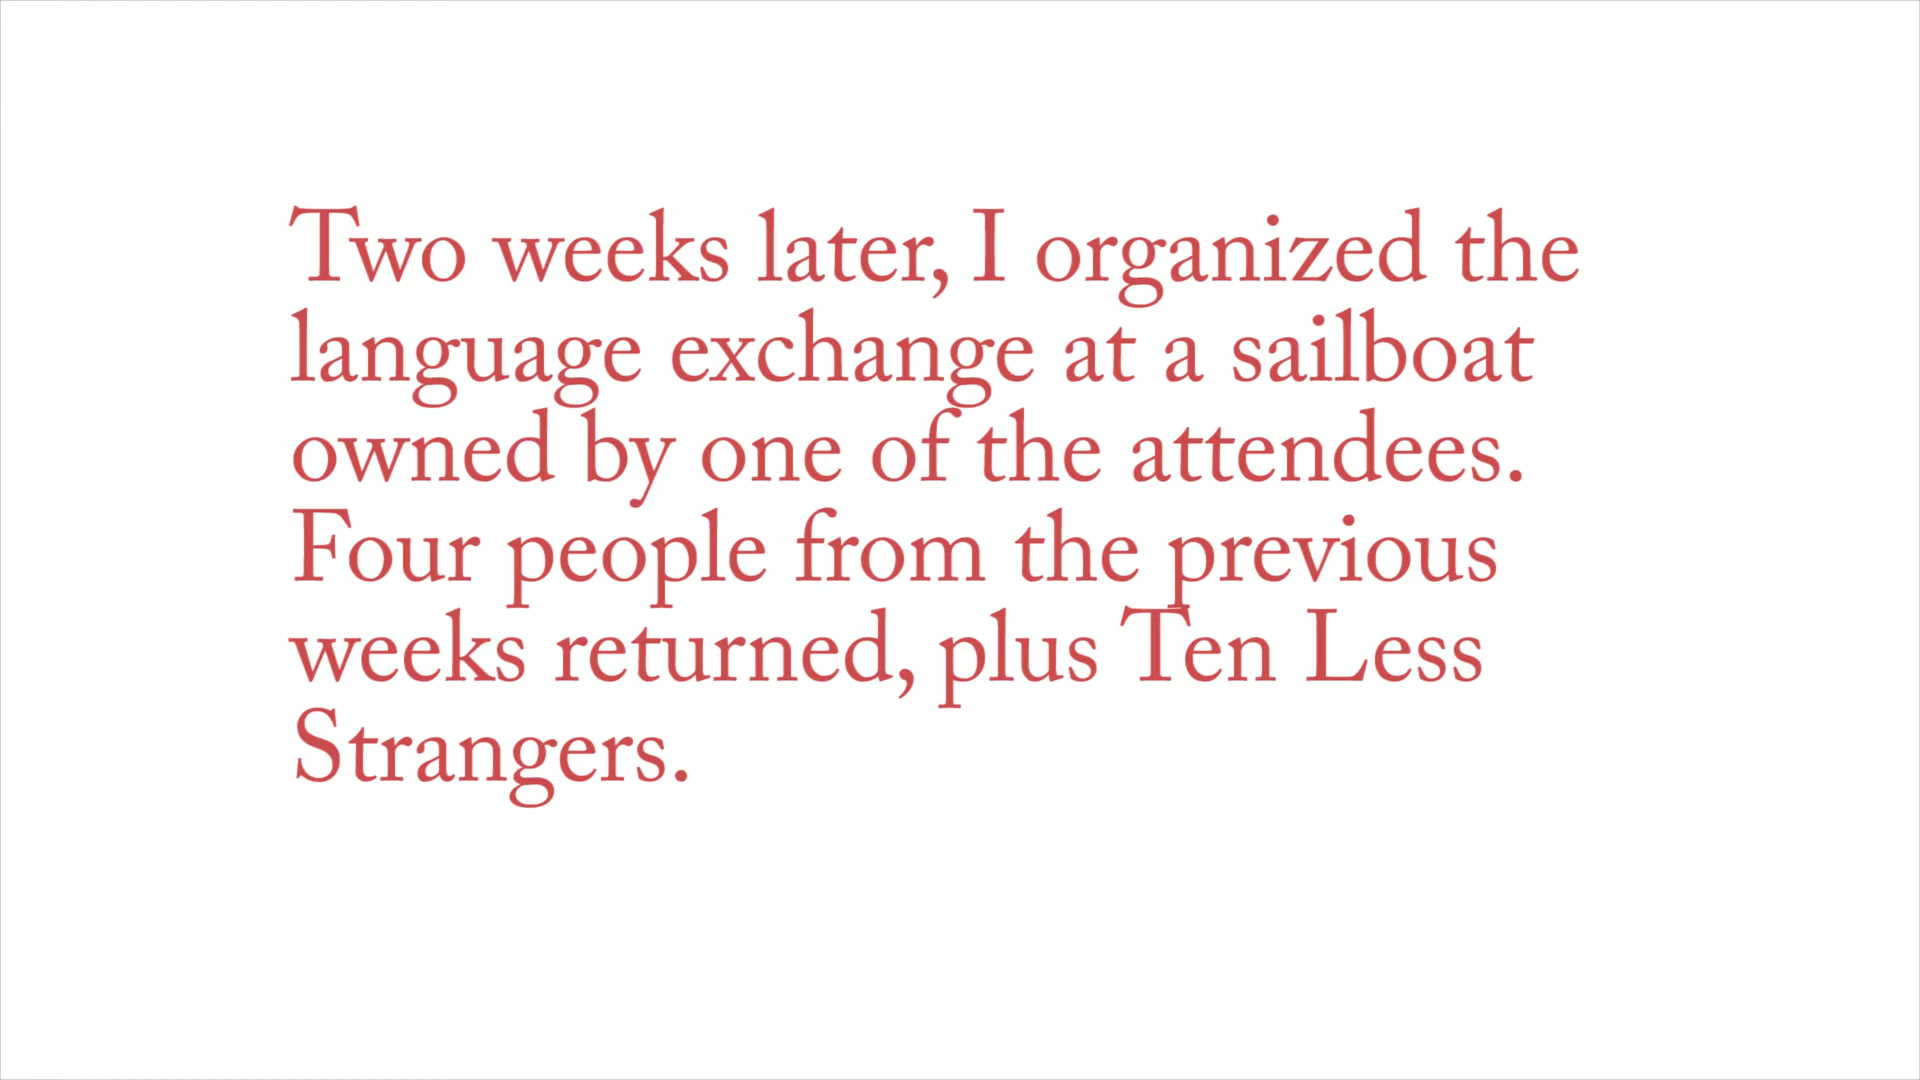 Two weeks later, I organized the
language exchange at a sailboat
owned by one of the attendees.
Four people from the previous
weeks returned, plus Ten Less
Strangers.